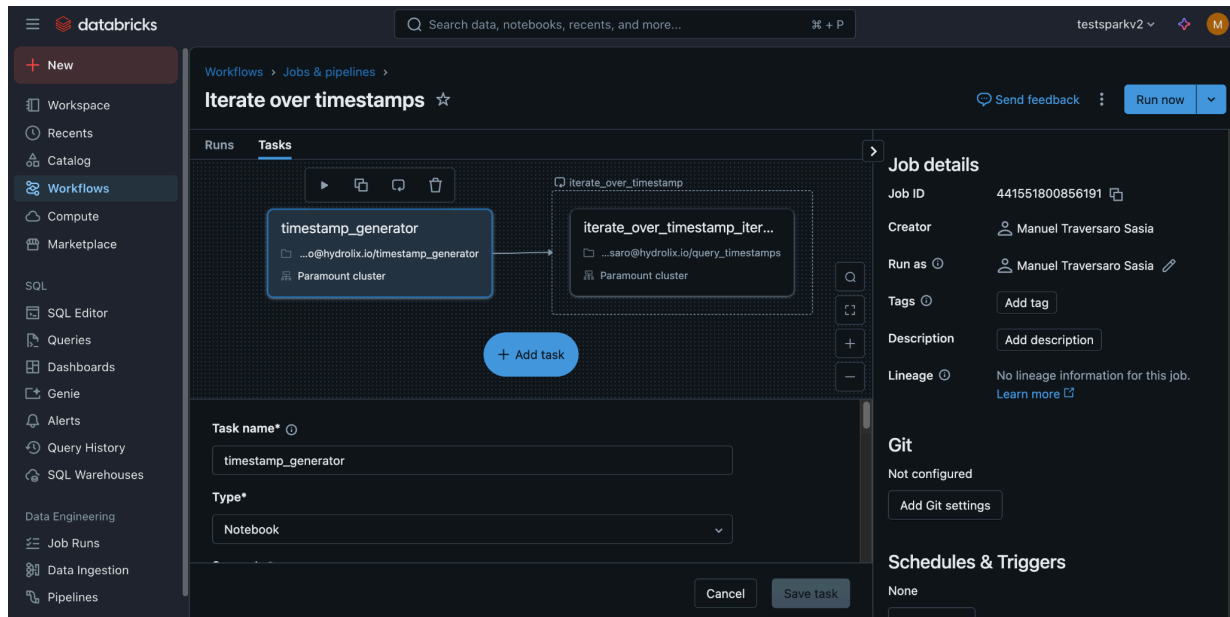 databricks
Search data, notebooks, recents, and more...
⌘ + P
testsparkv2
M
New
Workspace
Recents
Catalog
Workflows
Compute
Marketplace
SQL
SQL Editor
Queries
Dashboards
Genie
Alerts
Query History
SQL Warehouses
Data Engineering
Job Runs
Data Ingestion
Pipelines
Workflows › Jobs & pipelines ›
Iterate over timestamps
Send feedback
Run now
Runs
Tasks
timestamp_generator
...o@hydrolix.io/timestamp_generator
Paramount cluster
iterate_over_timestamp
iterate_over_timestamp_iter...
...saro@hydrolix.io/query_timestamps
Paramount cluster
+ Add task
Task name*
timestamp_generator
Type*
Notebook
Cancel
Save task
Job details
Job ID
441551800856191
Creator
Manuel Traversaro Sasia
Run as
Manuel Traversaro Sasia
Tags
Add tag
Description
Add description
Lineage
No lineage information for this job.
Learn more
Git
Not configured
Add Git settings
Schedules & Triggers
None